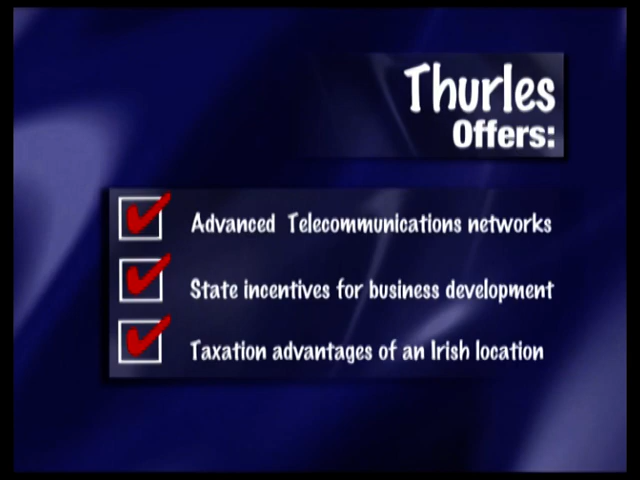 Thurles
Offers:
Advanced Telecommunications networks
State incentives for business development
Taxation advantages of an Irish location